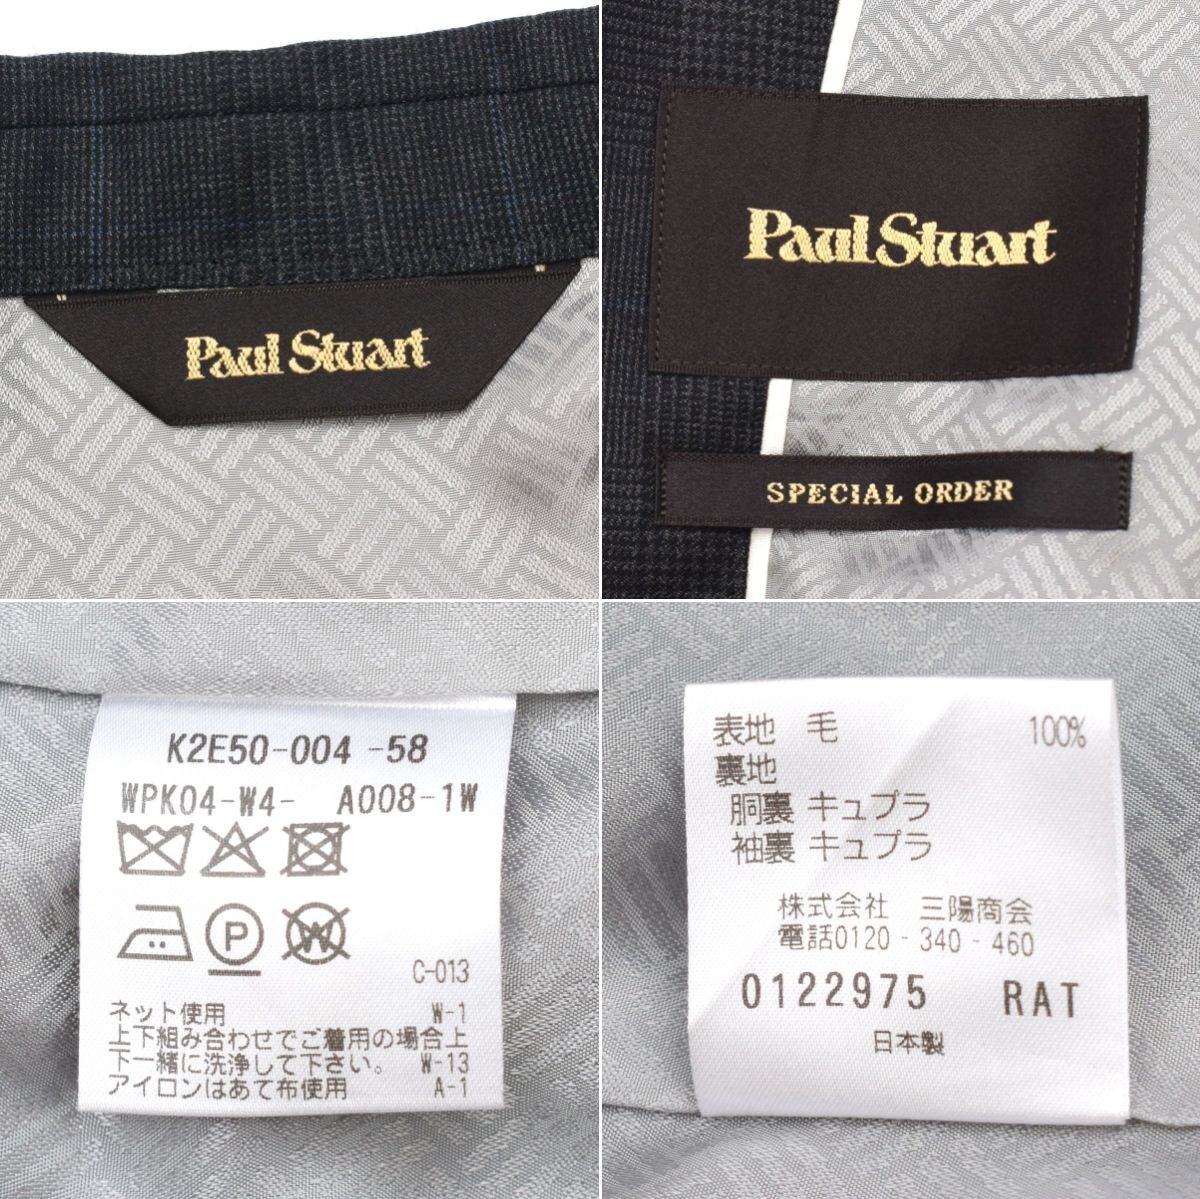 Paul Stuart
Paul Stuart
SPECIAL ORDER
K2E50-004 -58
WPK04-W4- A008-1W
P W
C-013
ネット使用 W-1
上下組み合わせでご着用の場合上
下一緒に洗浄して下さい。 W-13
アイロンはあて布使用 A-1
表地 毛 100%
裏地
胴裏 キュプラ
袖裏 キュプラ
株式会社 三陽商会
電話0120-340-460
0122975 RAT
日本製